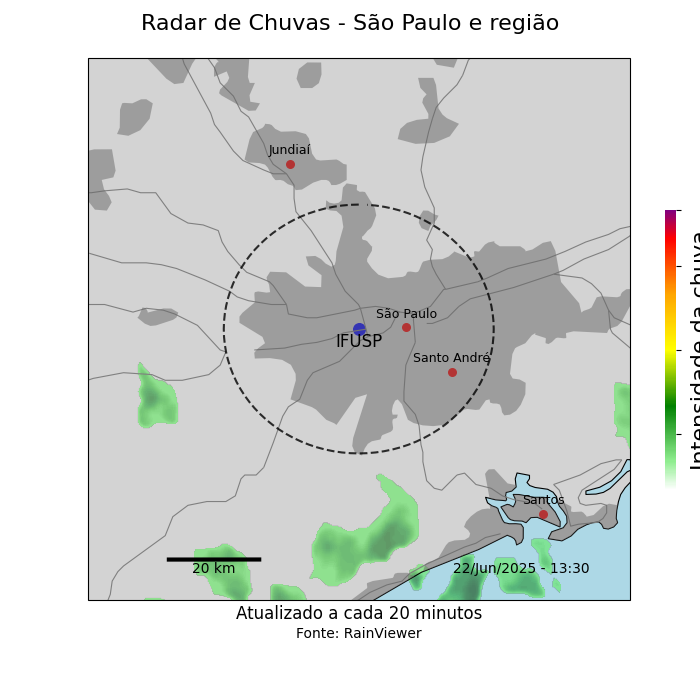 Radar de Chuvas - São Paulo e região
Jundiaí
São Paulo
IFUSP
Santo André
Santos
20 km
22/Jun/2025 - 13:30
Intensidade da chuva
Atualizado a cada 20 minutos
Fonte: RainViewer